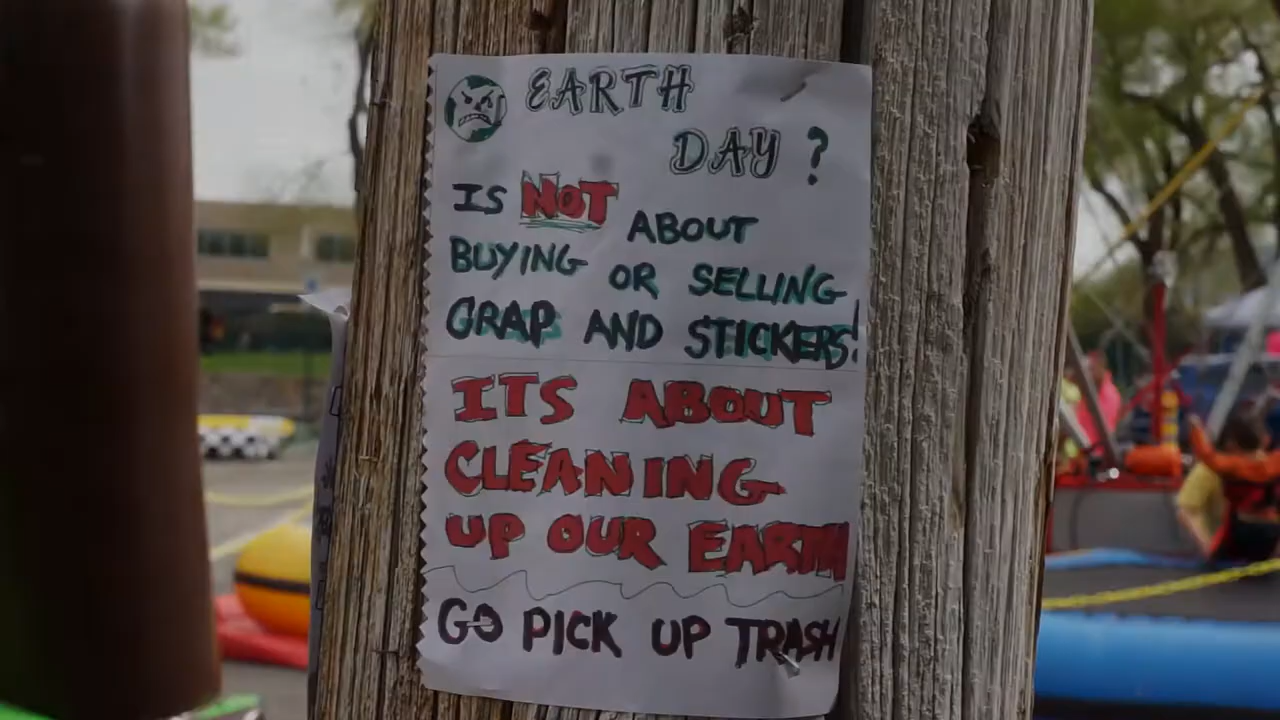 EARTH
DAY ?
IS NOT ABOUT
BUYING OR SELLING
CRAP AND STICKERS!
ITS ABOUT
CLEANING
UP OUR EARTH
GO PICK UP TRASH